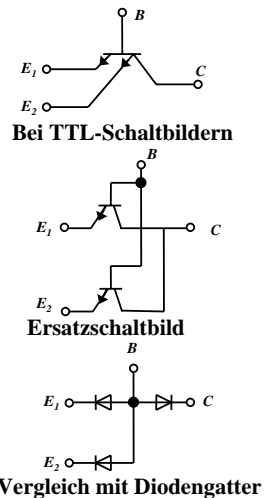 B
E1
C
E2
Bei TTL-Schaltbildern
B
E1
C
E2
Ersatzschaltbild
B
E1
C
E2
Vergleich mit Diodengatter